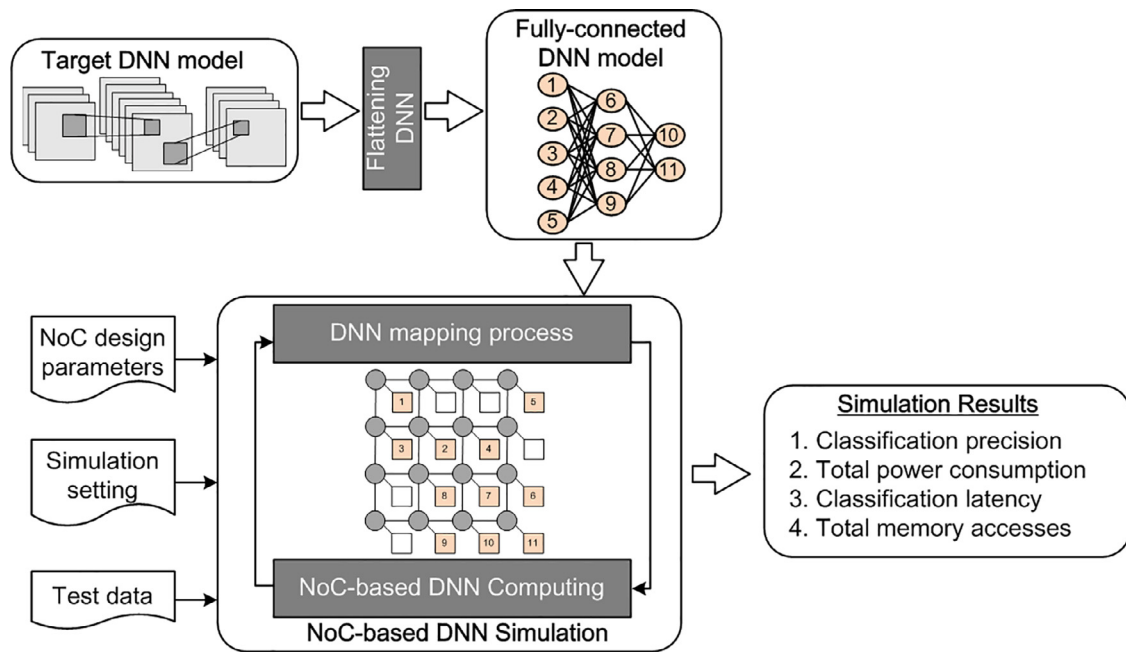 Target DNN model
Flattening
DNN
Fully-connected
DNN model
1
6
2
10
7
3
8
11
4
9
5
NoC design
parameters
Simulation
setting
Test data
DNN mapping process
1
5
3
2
4
8
7
6
9
10
11
NoC-based DNN Computing
NoC-based DNN Simulation
Simulation Results
1. Classification precision
2. Total power consumption
3. Classification latency
4. Total memory accesses